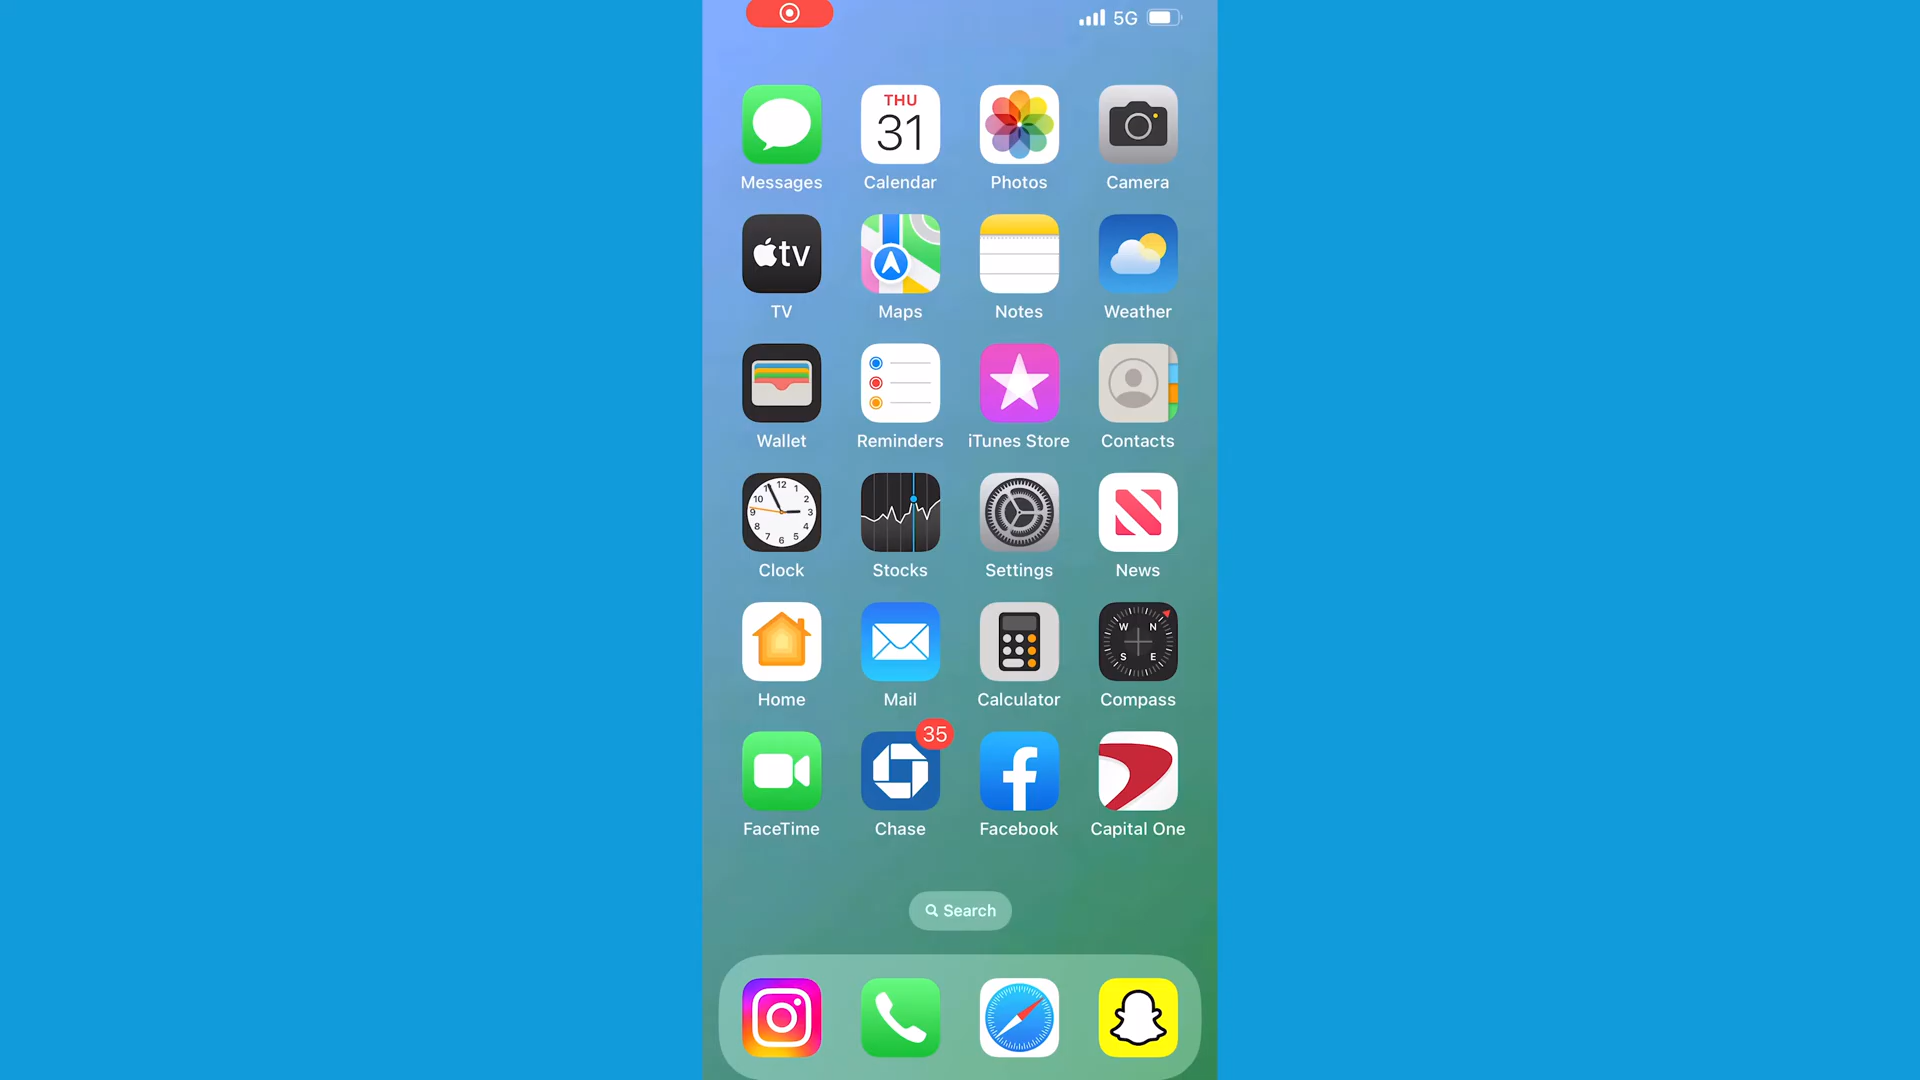 5G
THU
31
Messages Calendar Photos Camera
tv
TV Maps Notes Weather
Wallet Reminders iTunes Store Contacts
12
11 1
10 2
9 3
8 4
7 5
6
Clock Stocks Settings News
W N
S E
Home Mail Calculator Compass
35
f
FaceTime Chase Facebook Capital One
Search